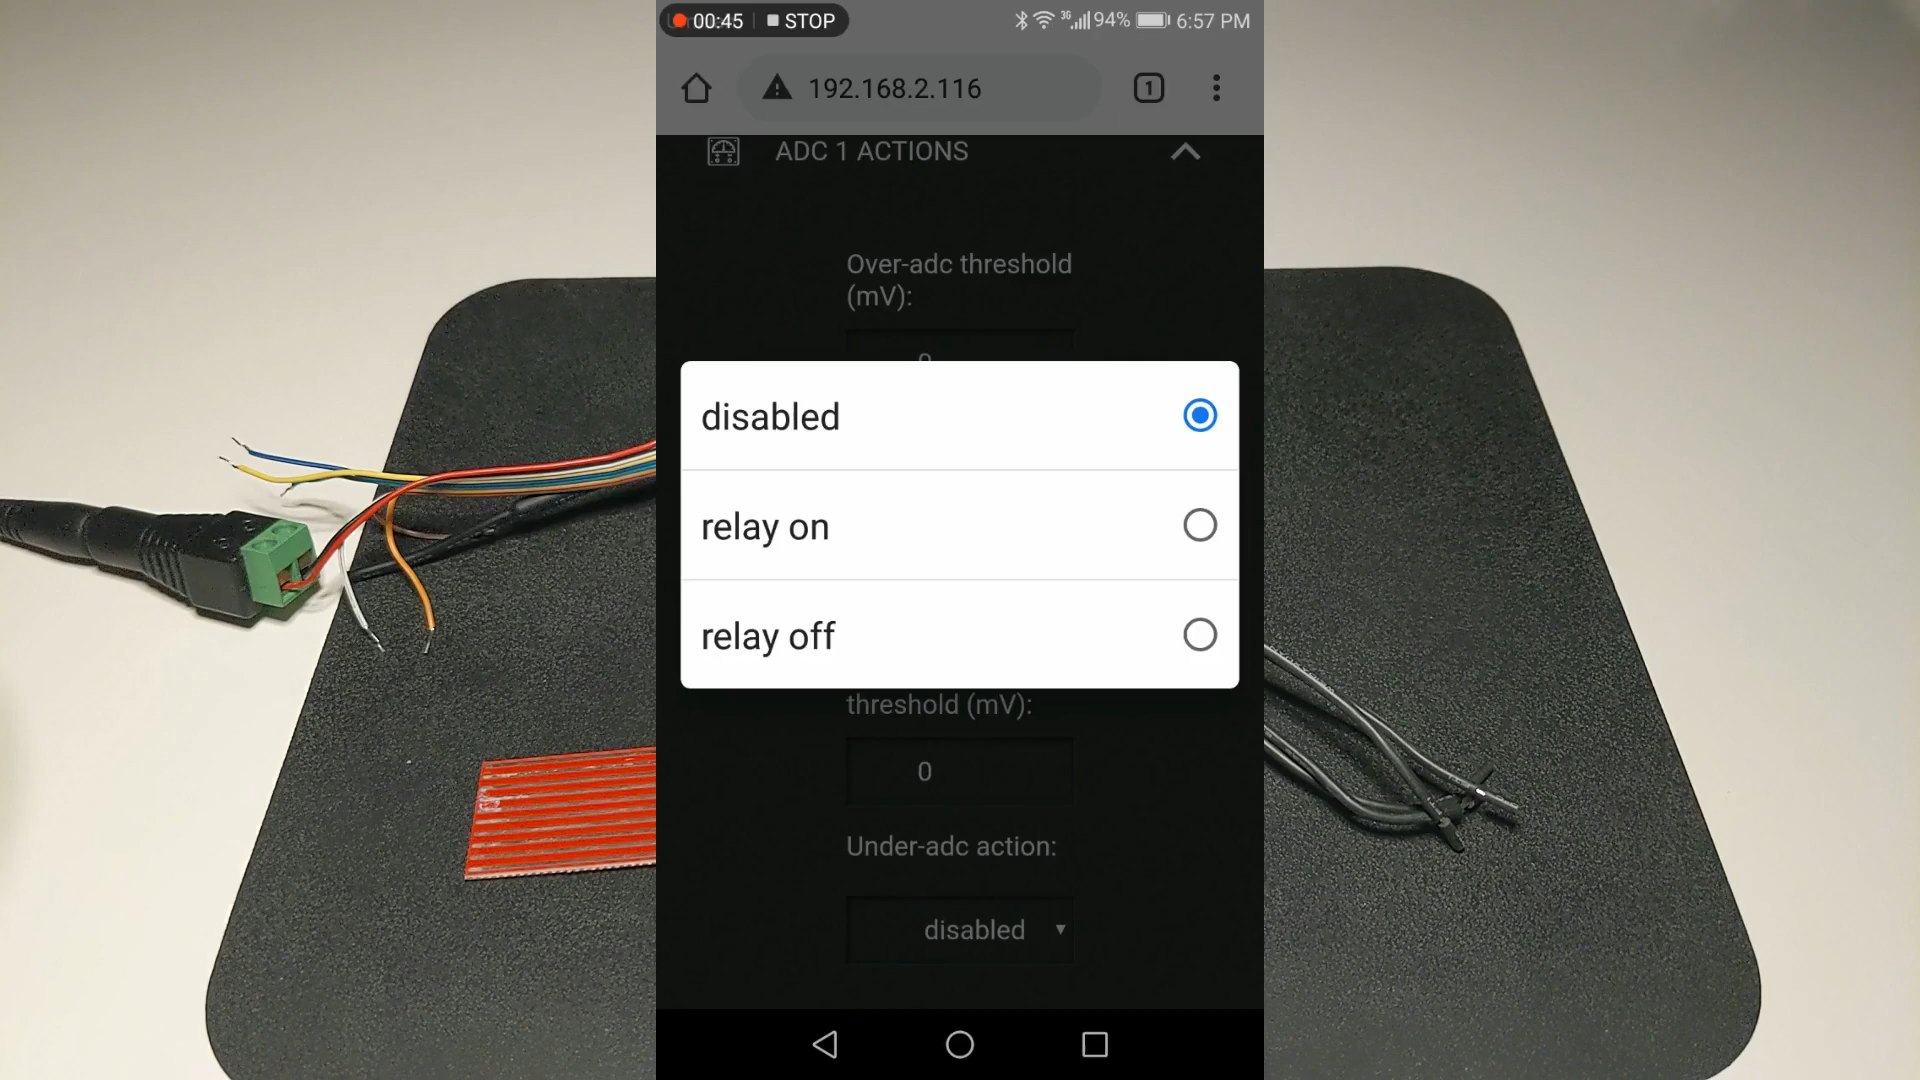 00:45 STOP
3G 94% 6:57 PM
192.168.2.116
1
ADC 1 ACTIONS
Over-adc threshold
(mV):
disabled
relay on
relay off
threshold (mV):
0
Under-adc action:
disabled